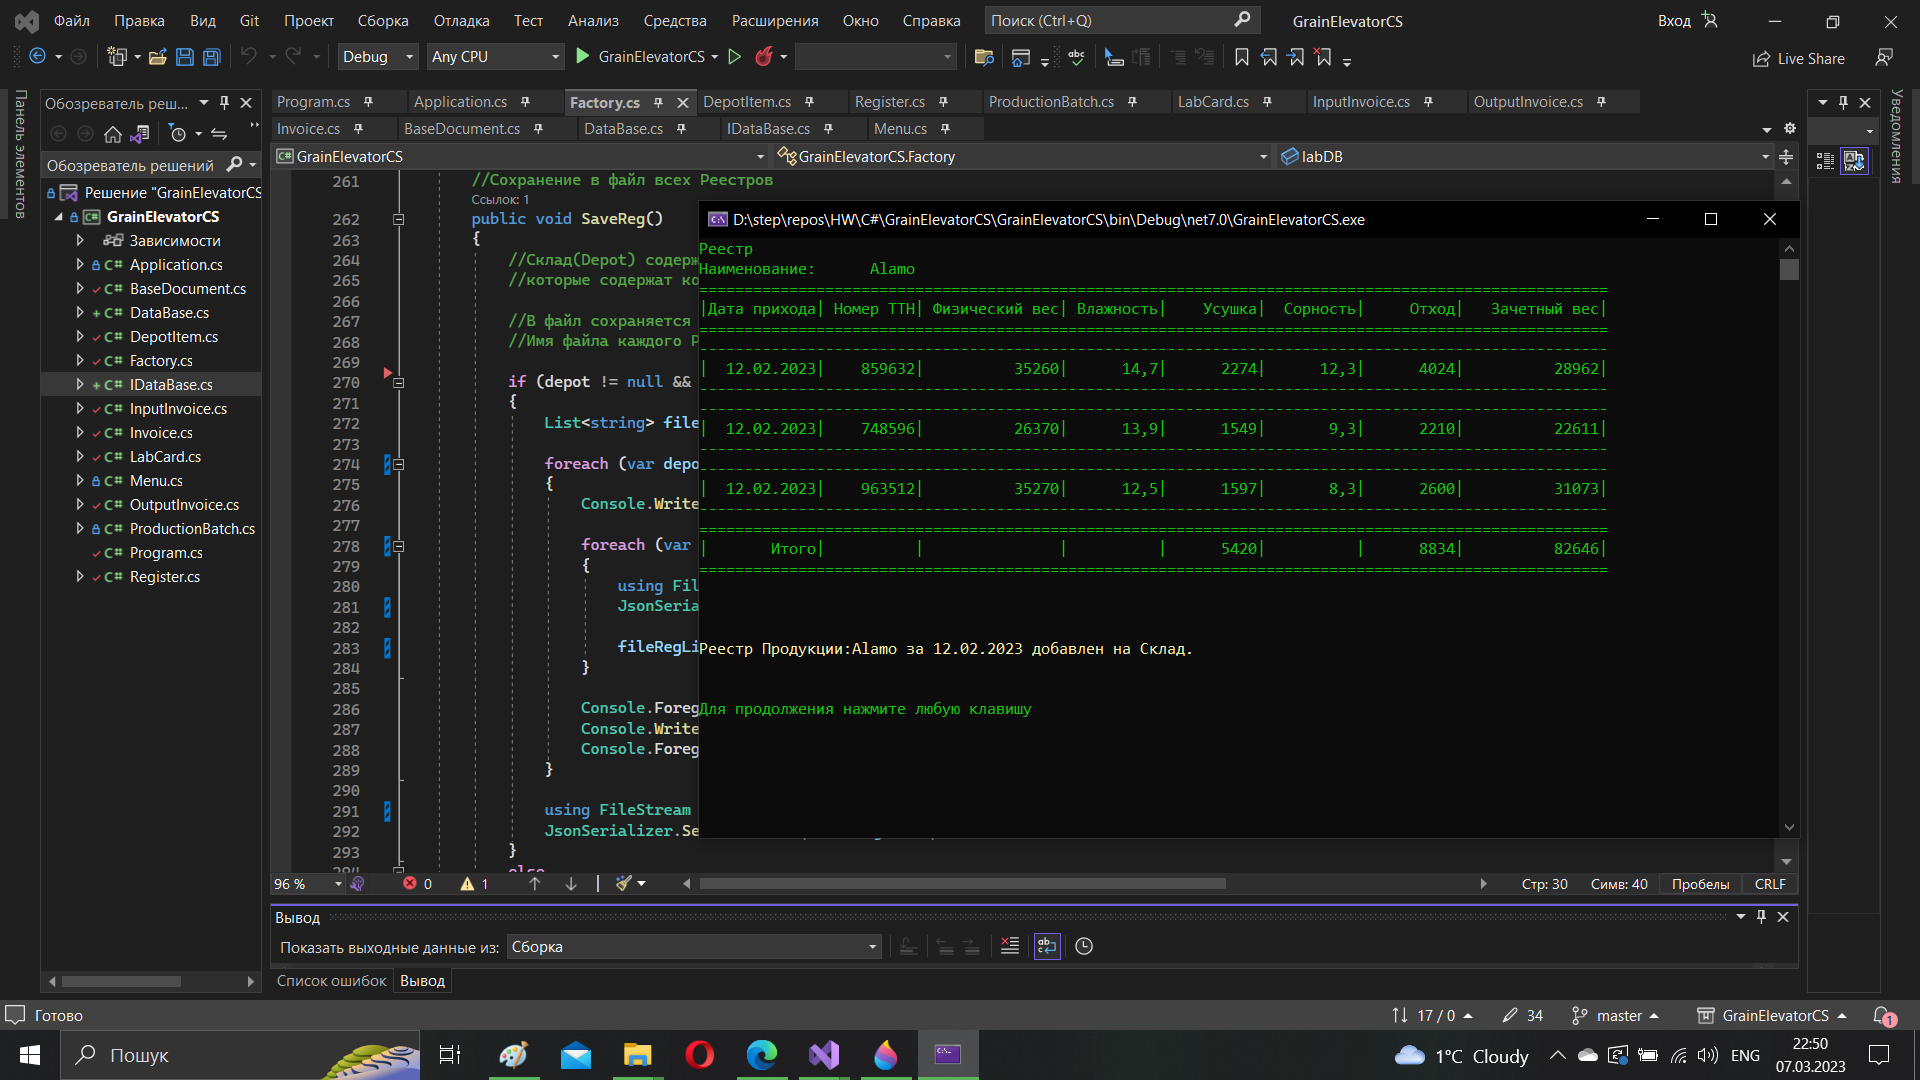 Файл Правка Вид Git Проект Сборка Отладка Тест Анализ Средства Расширения Окно Справка Поиск (Ctrl+Q) GrainElevatorCS Вход
Debug Any CPU GrainElevatorCS Live Share
Панель элементов
Обозреватель реш...
Обозреватель решений
Решение "GrainElevatorCS
GrainElevatorCS
Зависимости
Application.cs
BaseDocument.cs
DataBase.cs
DepotItem.cs
Factory.cs
IDataBase.cs
InputInvoice.cs
Invoice.cs
LabCard.cs
Menu.cs
OutputInvoice.cs
ProductionBatch.cs
Program.cs
Register.cs
Program.cs Application.cs Factory.cs DepotItem.cs Register.cs ProductionBatch.cs LabCard.cs InputInvoice.cs OutputInvoice.cs
Invoice.cs BaseDocument.cs DataBase.cs IDataBase.cs Menu.cs
GrainElevatorCS GrainElevatorCS.Factory labDB
261 //Сохранение в файл всех Реестров
Ссылок: 1
262 public void SaveReg()
263 {
264 //Склад(Depot) содерж
265 //которые содержат ко
266
267 //В файл сохраняется
268 //Имя файла каждого Р
269
270 if (depot != null &&
271 {
272 List<string> file
273
274 foreach (var depo
275 {
276 Console.Write
277
278 foreach (var
279 {
280 using Fil
281 JsonSeria
282
283 fileRegLi
284 }
285
286 Console.Foreg
287 Console.Write
288 Console.Foreg
289 }
290
291 using FileStream
292 JsonSerializer.Se
293 }
294 else
D:\step\repos\HW\C#\GrainElevatorCS\GrainElevatorCS\bin\Debug\net7.0\GrainElevatorCS.exe
Реестр
Наименование: Alamo
|Дата прихода| Номер ТТН| Физический вес| Влажность| Усушка| Сорность| Отход| Зачетный вес|
| 12.02.2023| 859632| 35260| 14,7| 2274| 12,3| 4024| 28962|
| 12.02.2023| 748596| 26370| 13,9| 1549| 9,3| 2210| 22611|
| 12.02.2023| 963512| 35270| 12,5| 1597| 8,3| 2600| 31073|
| Итого| | | | 5420| | 8834| 82646|
Реестр Продукции:Alamo за 12.02.2023 добавлен на Склад.
Для продолжения нажмите любую клавишу
Уведомления
96 % 0 1 Стр: 30 Симв: 40 Пробелы CRLF
Вывод
Показать выходные данные из: Сборка
Список ошибок Вывод
Готово 17 / 0 34 master GrainElevatorCS 1
Пошук 1°C Cloudy ENG 22:50
07.03.2023